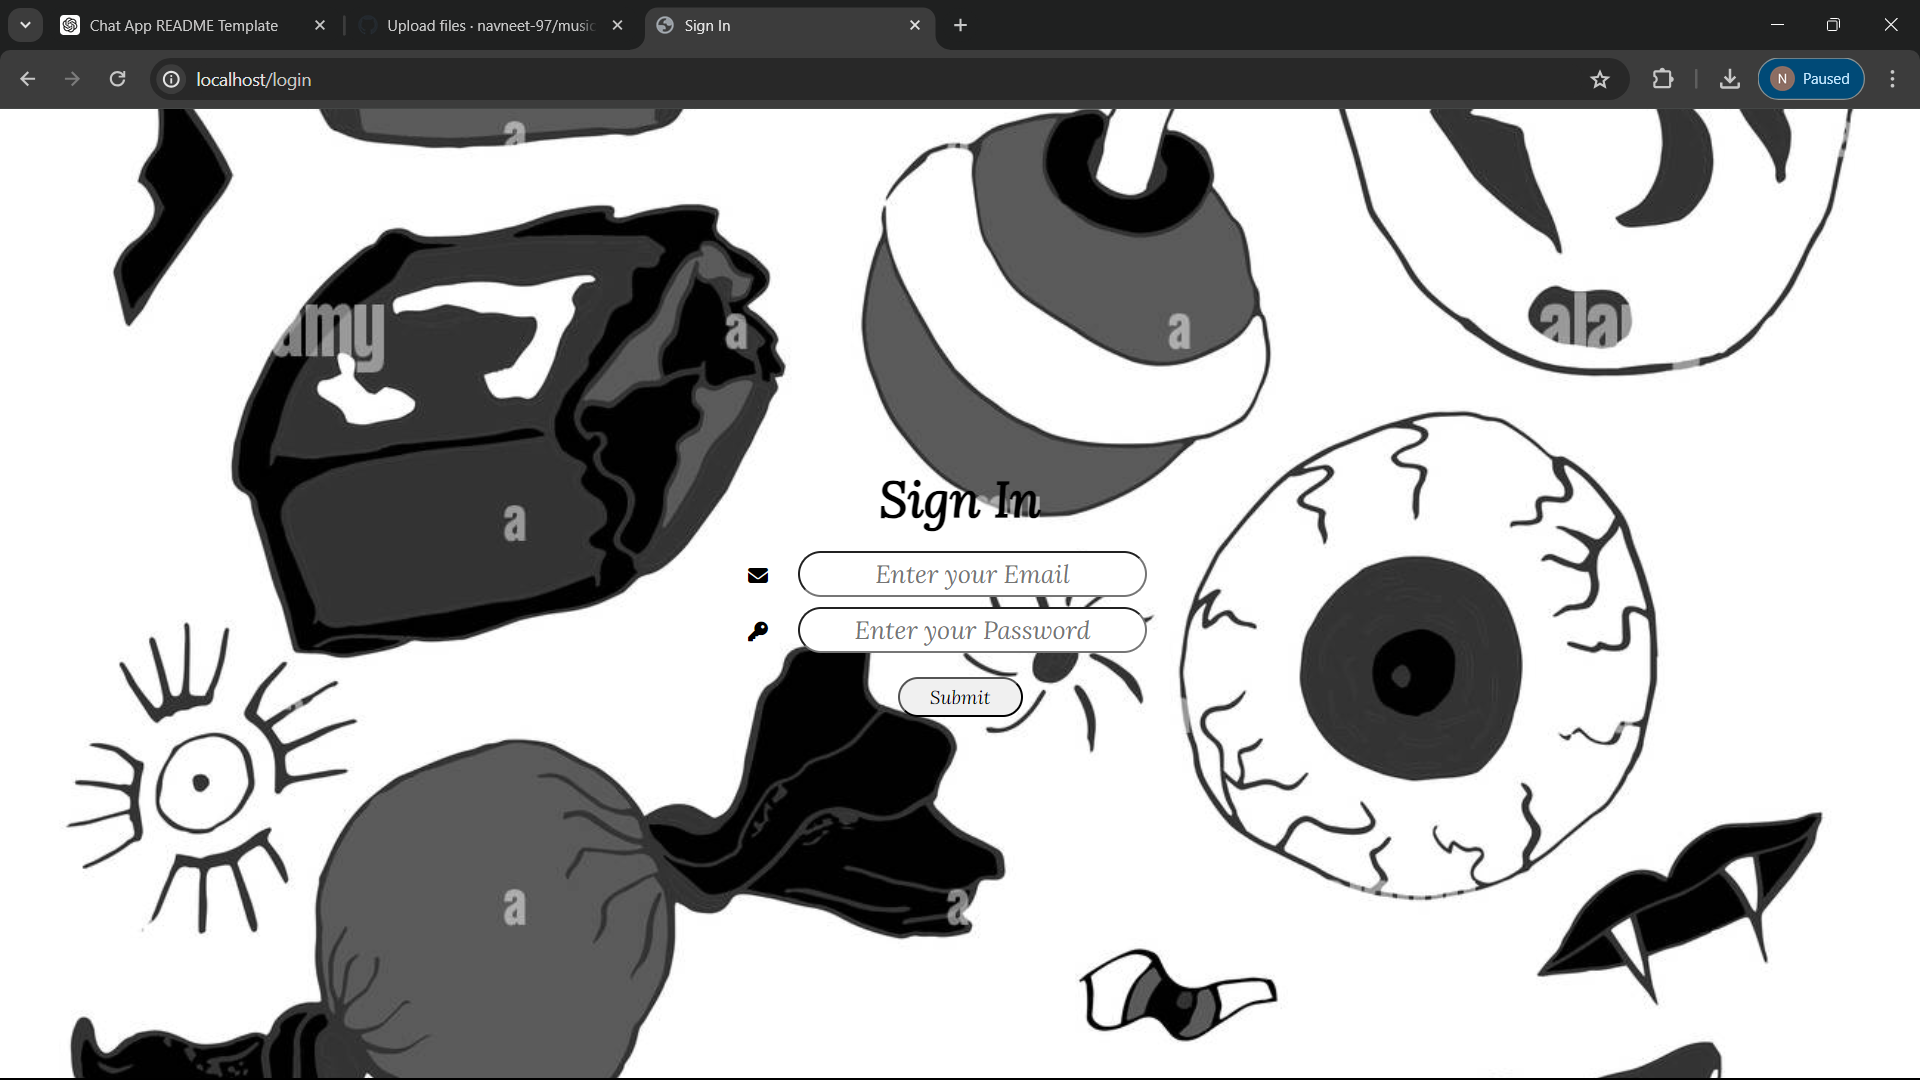 Chat App README Template
Upload files · navneet-97/music
Sign In
localhost/login
N
Paused
a
amy
a
a
ala
a
Sign In
Enter your Email
Enter your Password
Submit
a
a